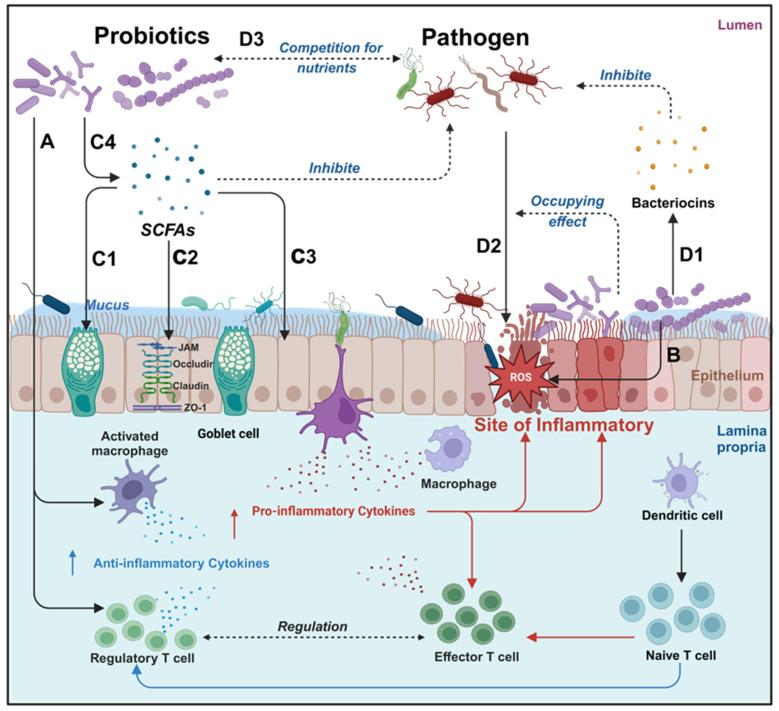 Lumen
Probiotics
D3
Competition for
nutrients
Pathogen
Inhibite
A
C4
Inhibite
Bacteriocins
SCFAs
Occupying
effect
C1
C2
C3
D2
D1
Mucus
JAM
Occludin
Claudin
ZO-1
B
ROS
Epithelium
Goblet cell
Site of Inflammatory
Lamina
propria
Activated
macrophage
Macrophage
Pro-inflammatory Cytokines
Dendritic cell
Anti-inflammatory Cytokines
Regulation
Regulatory T cell
Effector T cell
Naive T cell